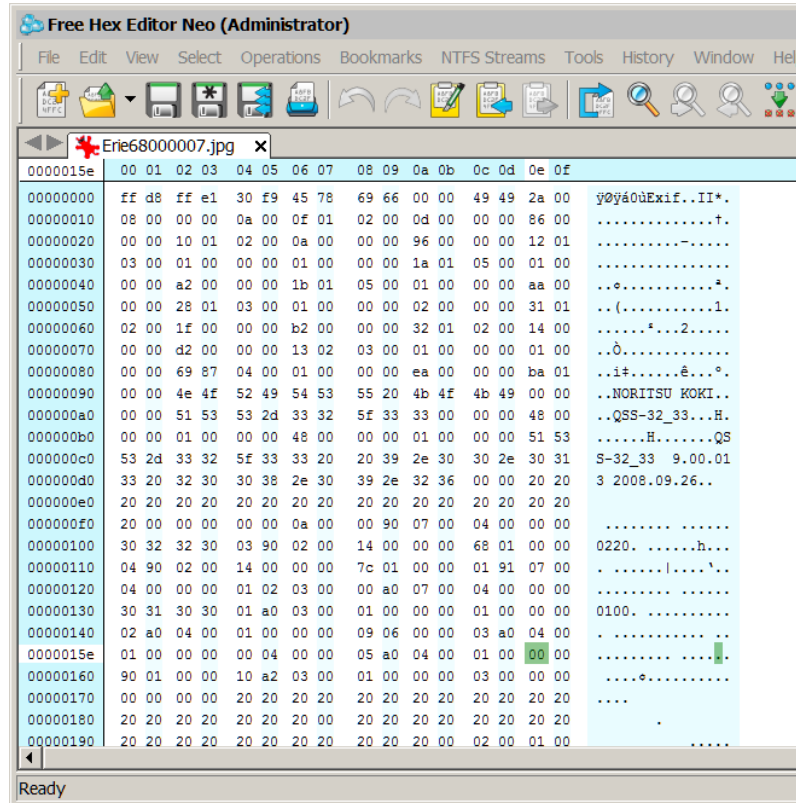 Free Hex Editor Neo (Administrator)
File Edit View Select Operations Bookmarks NTFS Streams Tools History Window Hel
Erie68000007.jpg x
0000015e 00 01 02 03 04 05 06 07 08 09 0a 0b 0c 0d 0e 0f
00000000 ff d8 ff e1 30 f9 45 78 69 66 00 00 49 49 2a 00 ÿØÿá0ùExif..II*.
00000010 08 00 00 00 0a 00 0f 01 02 00 0d 00 00 00 86 00 ..............†.
00000020 00 00 10 01 02 00 0a 00 00 00 96 00 00 00 12 01 ..........–.....
00000030 03 00 01 00 00 00 01 00 00 00 1a 01 05 00 01 00 ................
00000040 00 00 a2 00 00 00 1b 01 05 00 01 00 00 00 aa 00 ..¢...........ª.
00000050 00 00 28 01 03 00 01 00 00 00 02 00 00 00 31 01 ..(...........1.
00000060 02 00 1f 00 00 00 b2 00 00 00 32 01 02 00 14 00 ......²...2.....
00000070 00 00 d2 00 00 00 13 02 03 00 01 00 00 00 01 00 ..Ò.............
00000080 00 00 69 87 04 00 01 00 00 00 ea 00 00 00 ba 01 ..i‡......ê...º.
00000090 00 00 4e 4f 52 49 54 53 55 20 4b 4f 4b 49 00 00 ..NORITSU KOKI..
000000a0 00 00 51 53 53 2d 33 32 5f 33 33 00 00 00 48 00 ..QSS-32_33...H.
000000b0 00 00 01 00 00 00 48 00 00 00 01 00 00 00 51 53 ......H.......QS
000000c0 53 2d 33 32 5f 33 33 20 20 39 2e 30 30 2e 30 31 S-32_33  9.00.01
000000d0 33 20 32 30 30 38 2e 30 39 2e 32 36 00 00 20 20 3 2008.09.26..
000000e0 20 20 20 20 20 20 20 20 20 20 20 20 20 20 20 20
000000f0 20 00 00 00 00 00 0a 00 00 90 07 00 04 00 00 00 ........ ......
00000100 30 32 32 30 03 90 02 00 14 00 00 00 68 01 00 00 0220. ......h...
00000110 04 90 02 00 14 00 00 00 7c 01 00 00 01 91 07 00 . ......|....‘..
00000120 04 00 00 00 01 02 03 00 00 a0 07 00 04 00 00 00 ......... ......
00000130 30 31 30 30 01 a0 03 00 01 00 00 00 01 00 00 00 0100. ..........
00000140 02 a0 04 00 01 00 00 00 09 06 00 00 03 a0 04 00 . ........... ..
0000015e 01 00 00 00 00 04 00 00 05 a0 04 00 01 00 00 00 ......... ......
00000160 90 01 00 00 10 a2 03 00 01 00 00 00 03 00 00 00 ....¢..........
00000170 00 00 00 00 20 20 20 20 20 20 20 20 20 20 20 20 ....
00000180 20 20 20 20 20 20 20 00 20 20 20 20 20 20 20 20 .
00000190 20 20 20 20 20 20 20 20 20 20 20 00 02 00 01 00 .....
Ready